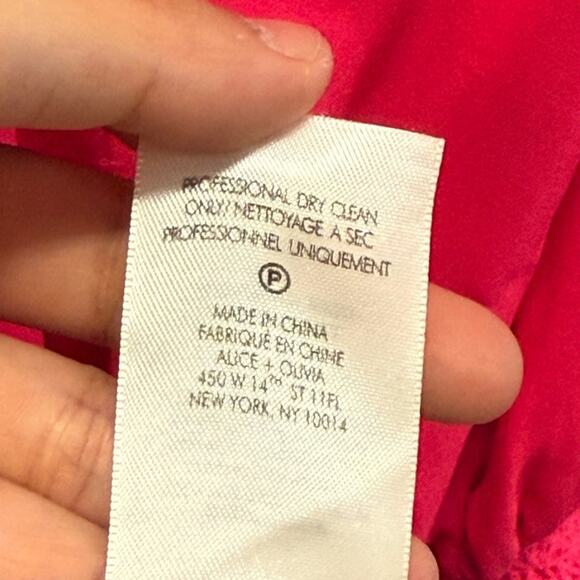 PROFESSIONAL DRY CLEAN
ONLY/ NETTOYAGE A SEC
PROFESSIONNEL UNIQUEMENT
P
MADE IN CHINA
FABRIQUÉ EN CHINE
ALICE + OLIVIA
450 W 14TH ST 11FL
NEW YORK, NY 10014